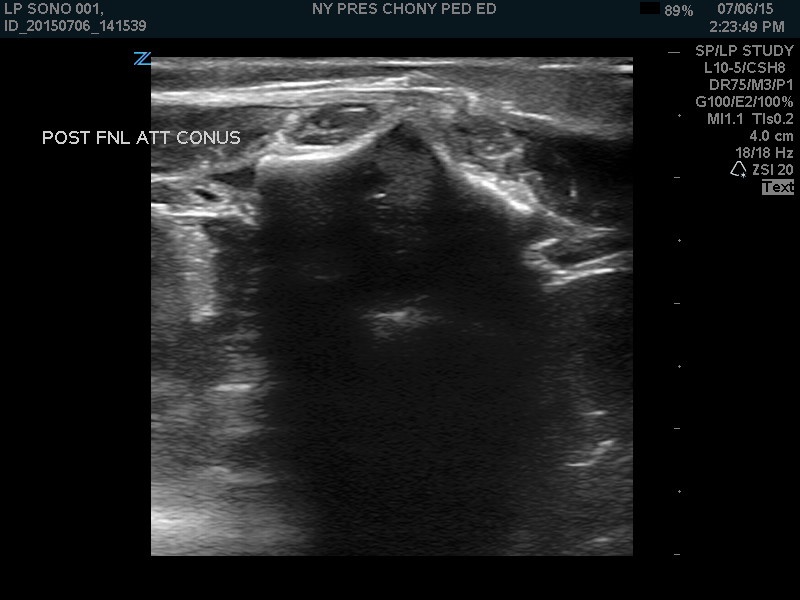 LP SONO 001,
ID_20150706_141539
NY PRES CHONY PED ED
89%
07/06/15
2:23:49 PM
Z
SP/LP STUDY
L10-5/CSH8
DR75/M3/P1
G100/E2/100%
MI1.1 TIs0.2
4.0 cm
18/18 Hz
ZSI 20
Text
POST FNL ATT CONUS